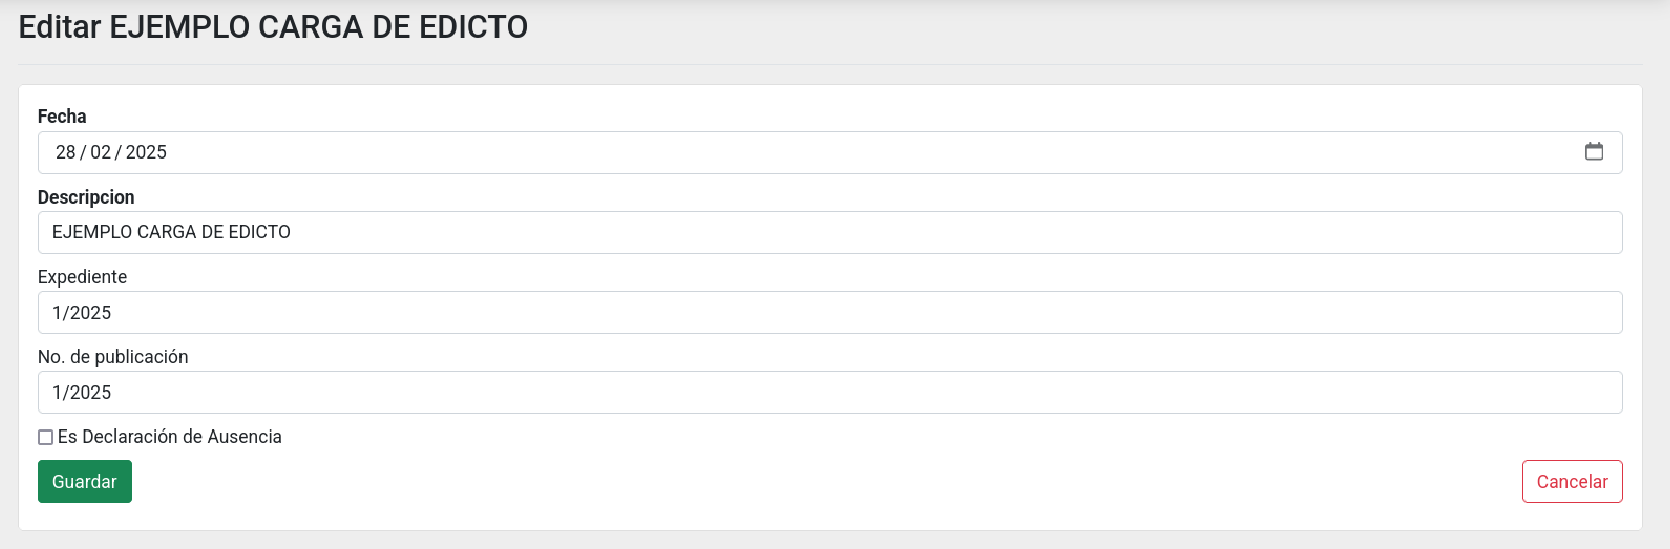 Editar EJEMPLO CARGA DE EDICTO
Fecha
28 / 02 / 2025
Descripcion
EJEMPLO CARGA DE EDICTO
Expediente
1/2025
No. de publicación
1/2025
Es Declaración de Ausencia
Guardar
Cancelar